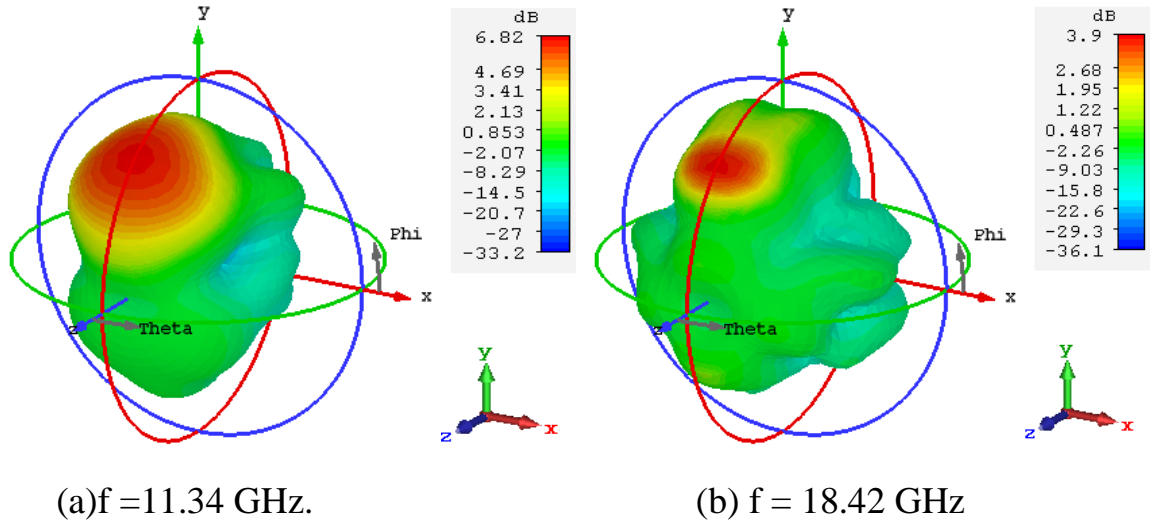 y
dB
6.82
4.69
3.41
2.13
0.853
-2.07
-8.29
-14.5
-20.7
-27
-33.2
Phi
x
z
Theta
y
z
x
(a)f =11.34 GHz.
y
dB
3.9
2.68
1.95
1.22
0.487
-2.26
-9.03
-15.8
-22.6
-29.3
-36.1
Phi
x
z
Theta
y
z
x
(b) f = 18.42 GHz